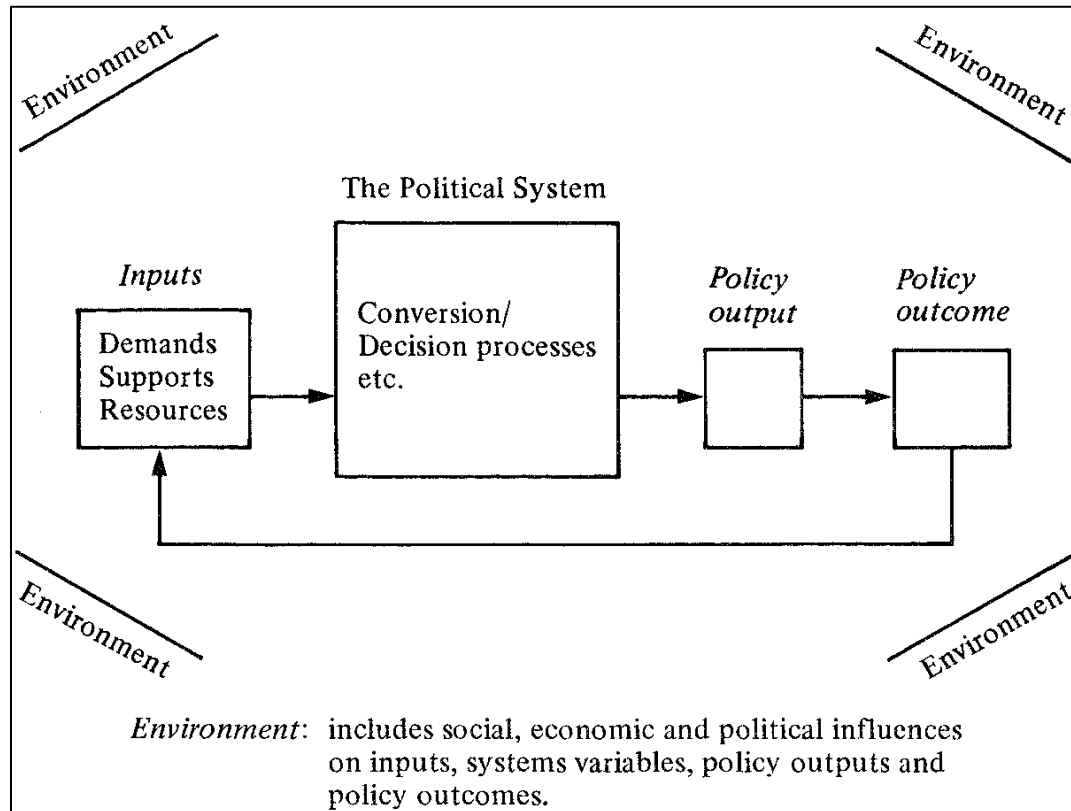 Environment
Environment
The Political System
Inputs
Demands
Supports
Resources
Conversion/
Decision processes
etc.
Policy
output
Policy
outcome
Environment
Environment
Environment: includes social, economic and political influences
on inputs, systems variables, policy outputs and
policy outcomes.